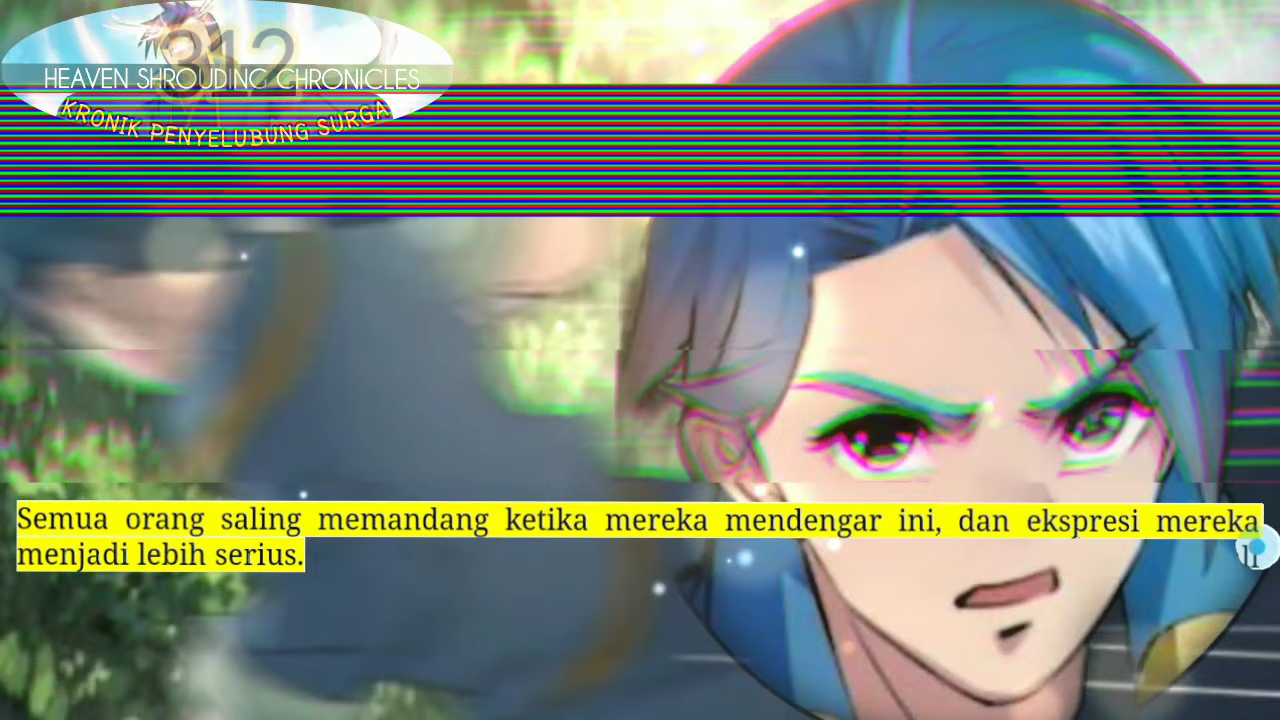 312
HEAVEN SHROUDING CHRONICLES
KRONIK PENYELUBUNG SURGA
Semua orang saling memandang ketika mereka mendengar ini, dan ekspresi mereka
menjadi lebih serius.